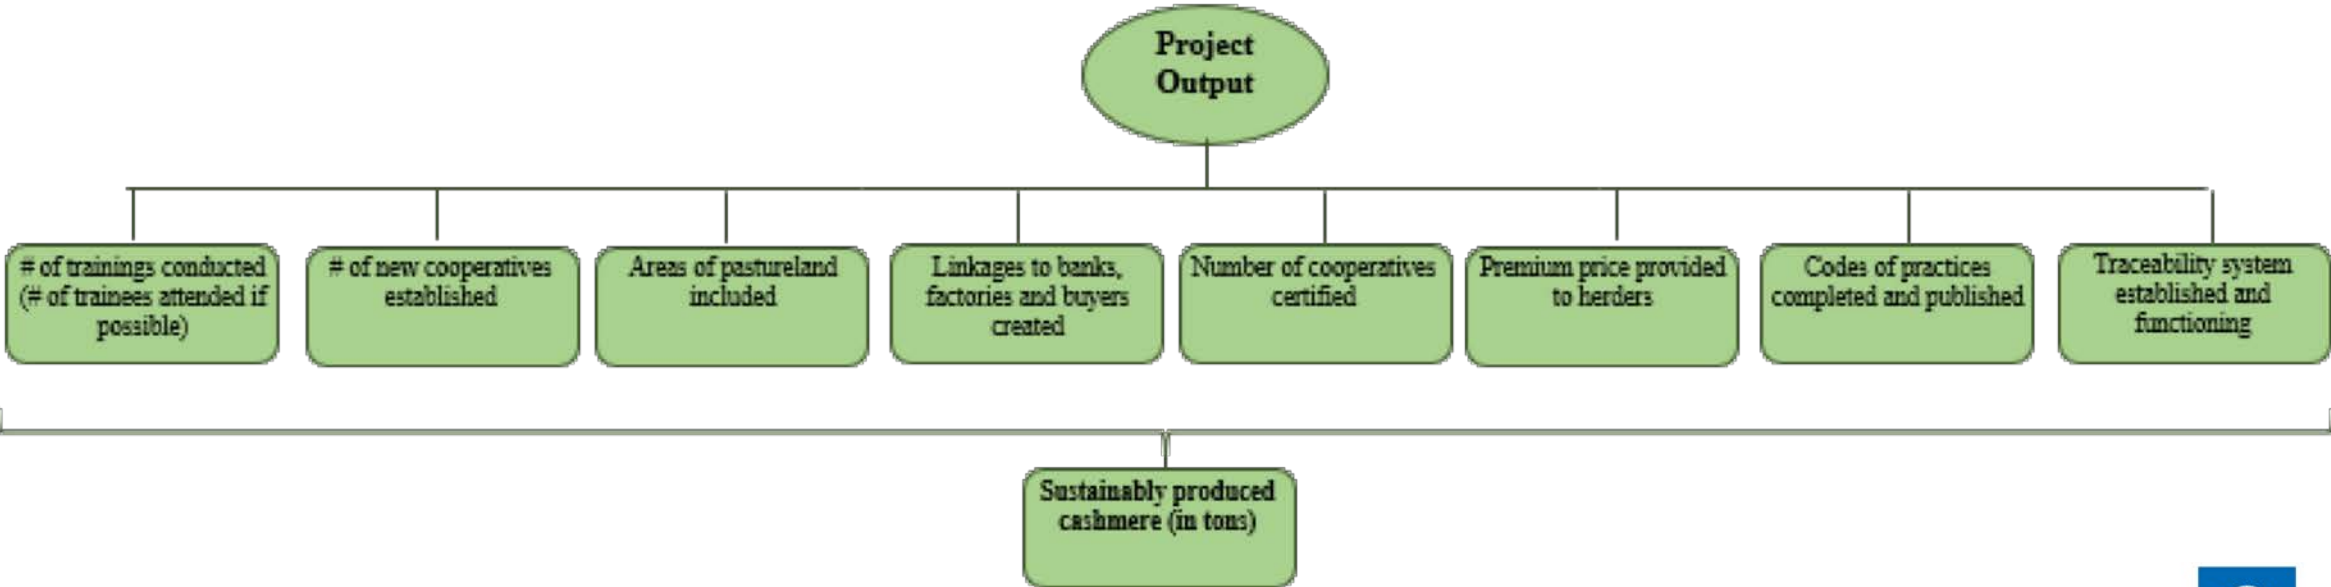 Project
Output
# of trainings conducted
(# of trainees attended if
possible)
# of new cooperatives
established
Areas of pastureland
included
Linkages to banks,
factories and buyers
created
Number of cooperatives
certified
Premium price provided
to herders
Codes of practices
completed and published
Traceability system
established and
functioning
Sustainably produced
cashmere (in tons)